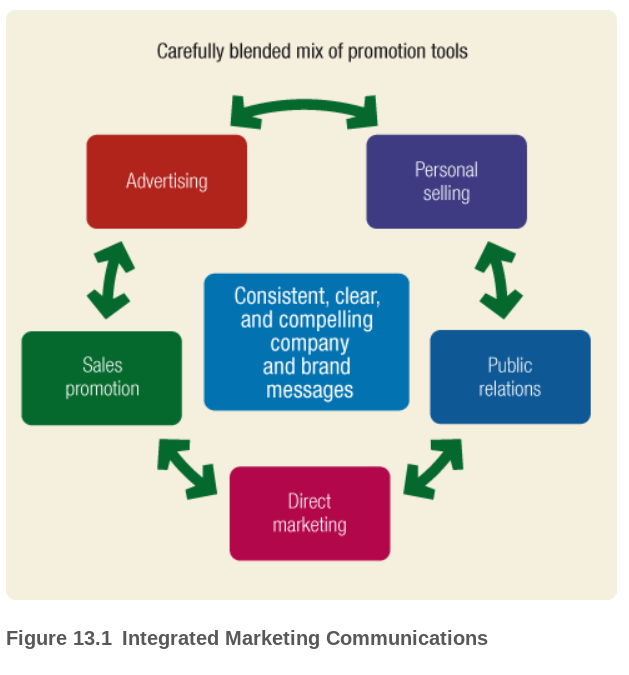 Carefully blended mix of promotion tools
Advertising
Personal
selling
Consistent, clear,
and compelling
company
and brand
messages
Sales
promotion
Public
relations
Direct
marketing
Figure 13.1 Integrated Marketing Communications